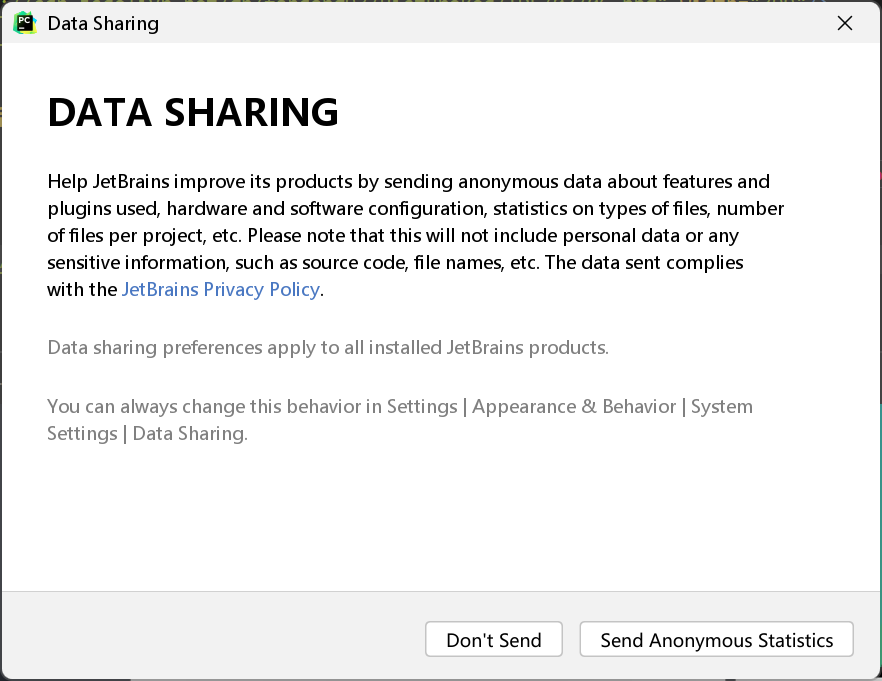 PC
Data Sharing
DATA SHARING
Help JetBrains improve its products by sending anonymous data about features and
plugins used, hardware and software configuration, statistics on types of files, number
of files per project, etc. Please note that this will not include personal data or any
sensitive information, such as source code, file names, etc. The data sent complies
with the JetBrains Privacy Policy.
Data sharing preferences apply to all installed JetBrains products.
You can always change this behavior in Settings | Appearance & Behavior | System
Settings | Data Sharing.
Don't Send
Send Anonymous Statistics